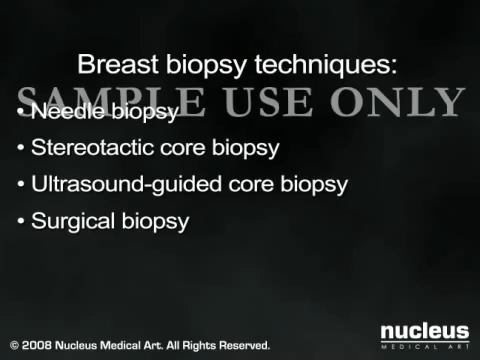 Breast biopsy techniques:
SAMPLE USE ONLY
• Needle biopsy
• Stereotactic core biopsy
• Ultrasound-guided core biopsy
• Surgical biopsy
nucleus
MEDICAL ART
© 2008 Nucleus Medical Art. All Rights Reserved.